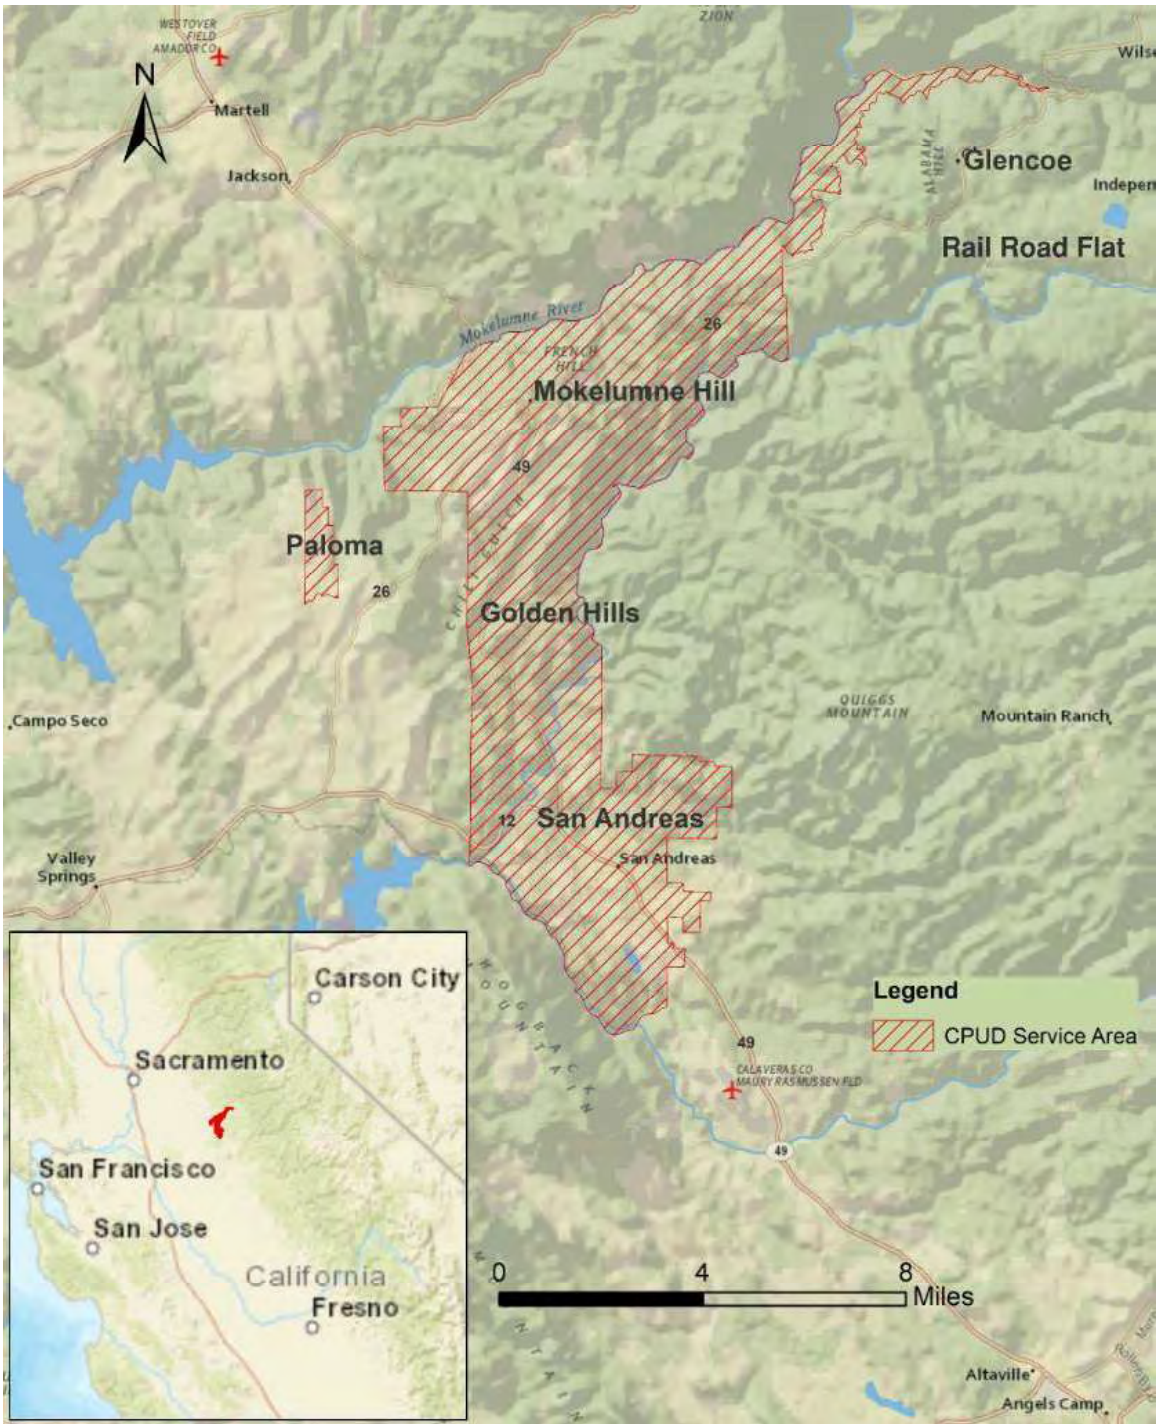 ZION
WESTOVER
FIELD
AMADOR CO
N
Martell
Jackson
ALABAMA
HILL
Glencoe
Rail Road Flat
Mokelumne River
26
FRENCH
HILL
Mokelumne Hill
49
CHILI GULCH
Paloma
26
Golden Hills
QUIGGS
MOUNTAIN
Campo Seco
Mountain Ranch
12
San Andreas
San Andreas
Valley
Springs
Carson City
Sacramento
San Francisco
San Jose
California
Fresno
Legend
CPUD Service Area
49
CALAVERAS CO
MAURY RASMUSSEN FLD
49
0 4 8
Miles
Altaville
Angels Camp